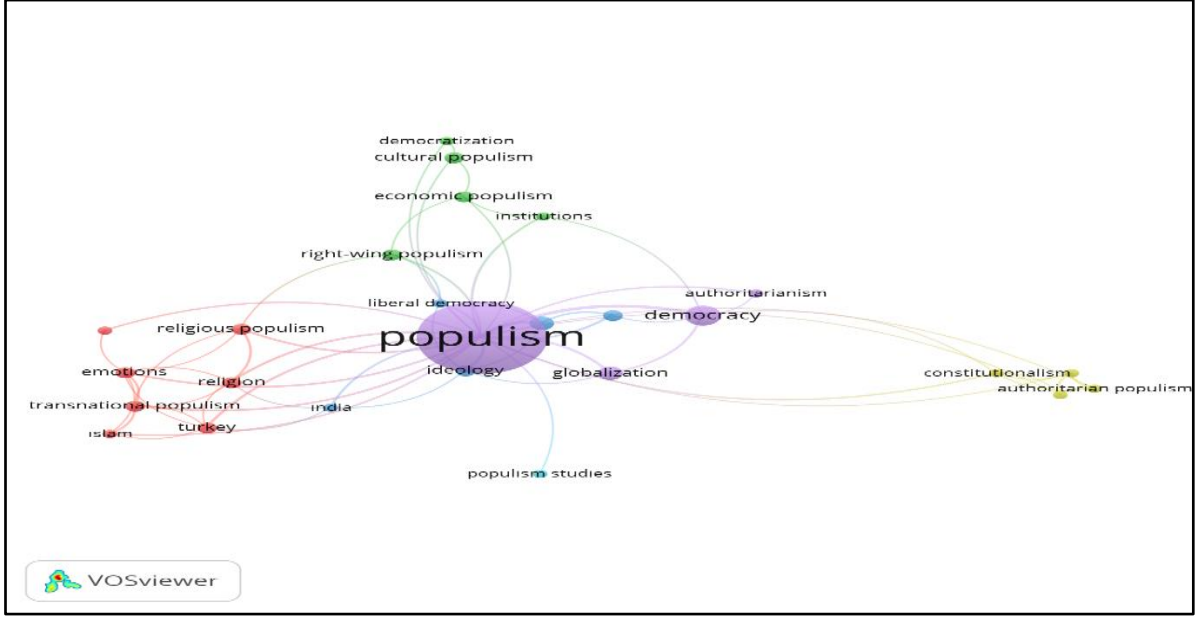 democratization
cultural populism
economic populism
institutions
right-wing populism
authoritarianism
liberal democracy
democracy
religious populism
populism
emotions
religion
ideology
globalization
constitutionalism
authoritarian populism
transnational populism
india
islam
turkey
populism studies
VOSviewer